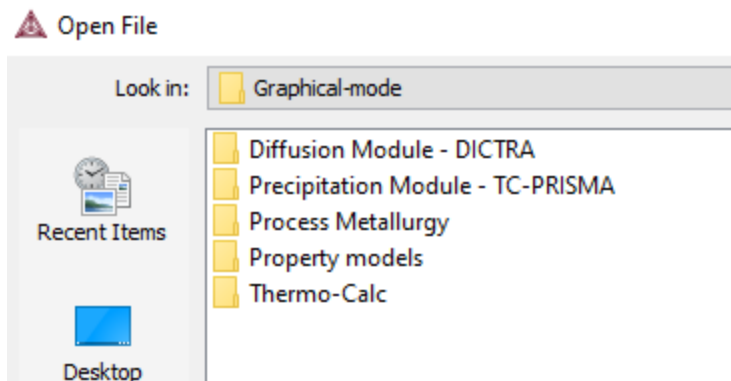 Open File
Look in: Graphical-mode
Recent Items
Desktop
Diffusion Module - DICTRA
Precipitation Module - TC-PRISMA
Process Metallurgy
Property models
Thermo-Calc